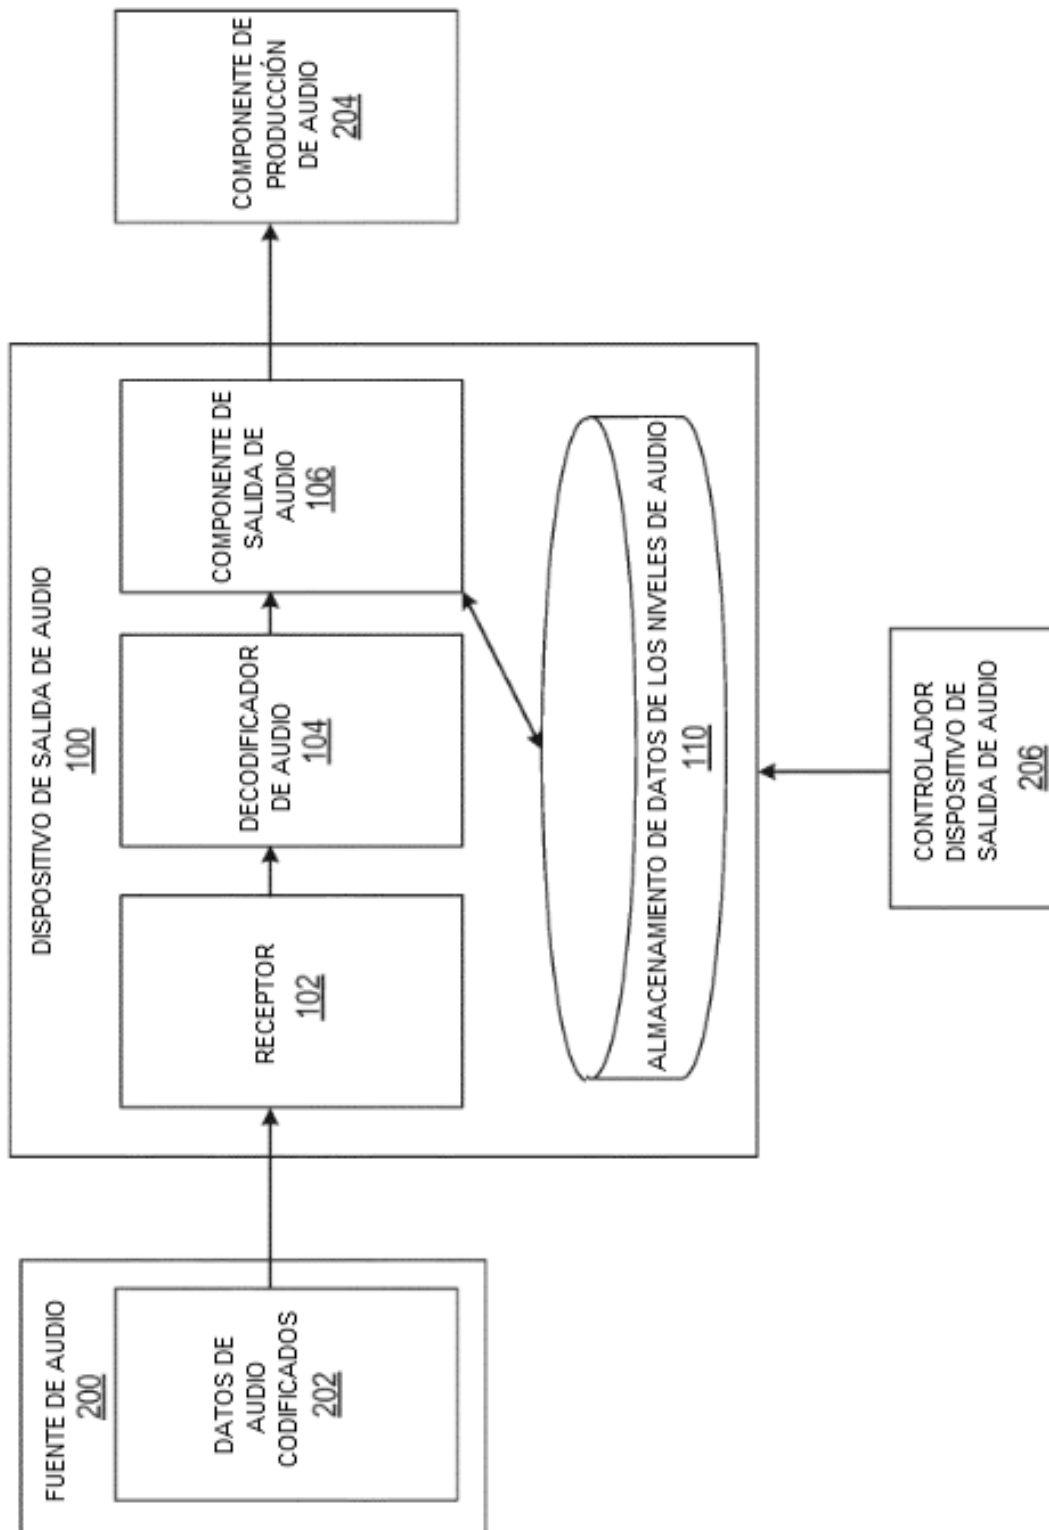 FUENTE DE AUDIO
200
DATOS DE
AUDIO
CODIFICADOS
202
DISPOSITIVO DE SALIDA DE AUDIO
100
RECEPTOR
102
DECODIFICADOR
DE AUDIO
104
COMPONENTE DE
SALIDA DE
AUDIO
106
ALMACENAMIENTO DE DATOS DE LOS NIVELES DE AUDIO
110
COMPONENTE DE
PRODUCCIÓN
DE AUDIO
204
CONTROLADOR
DISPOSITIVO DE
SALIDA DE AUDIO
206